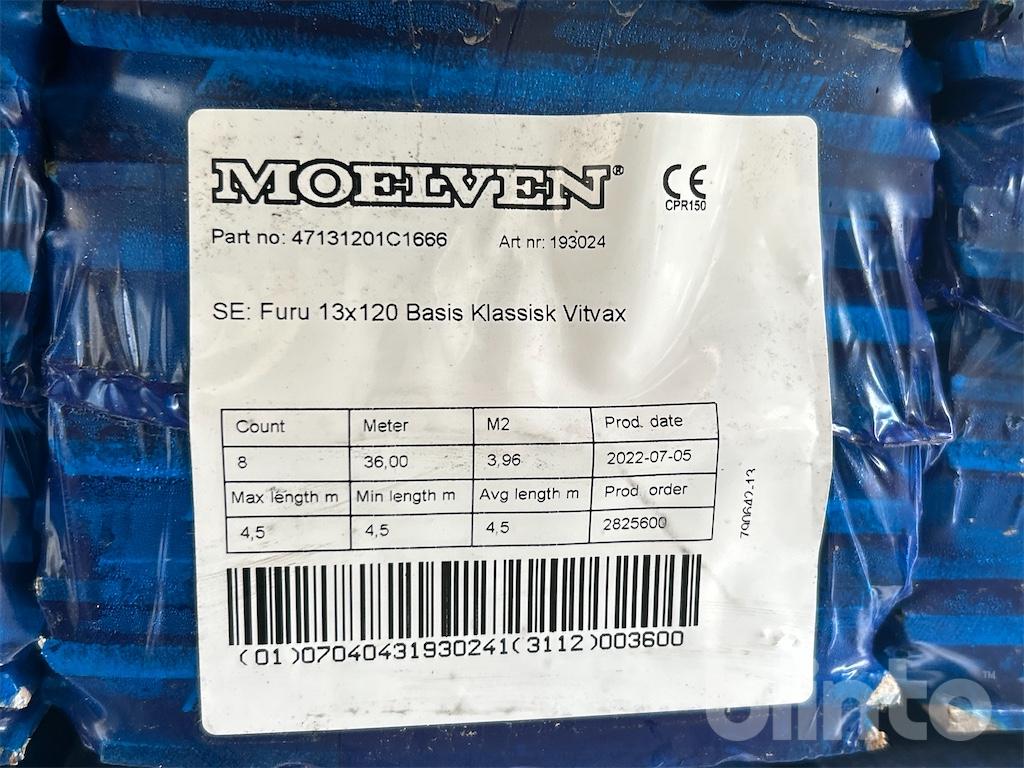 MOELVEN®
CE
CPR150
Part no: 47131201C1666 Art nr: 193024
SE: Furu 13x120 Basis Klassisk Vitvax
Count Meter M2 Prod. date
8 36,00 3,96 2022-07-05
Max length m Min length m Avg length m Prod. order
4,5 4,5 4,5 2825600
790642-13
(01)07040431930241(3112)003600
blinto™